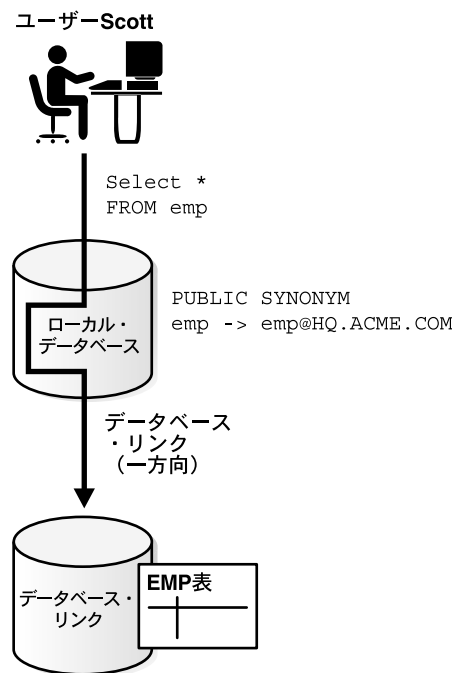 ユーザーScott
Select *
FROM emp
PUBLIC SYNONYM
emp -> emp@HQ.ACME.COM
ローカル・
データベース
データベース
・リンク
(一方向)
データベース・
リンク
EMP表